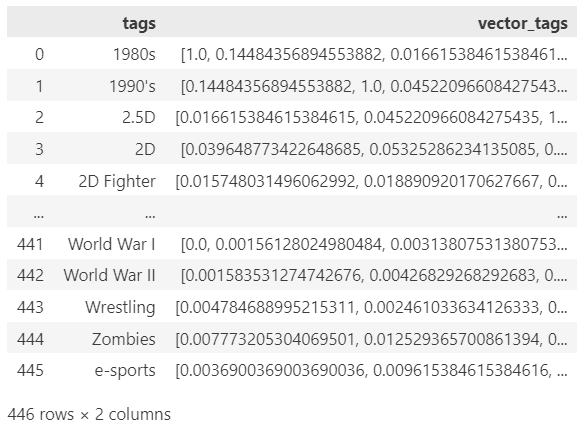 tags vector_tags
0 1980s [1.0, 0.14484356894553882, 0.01661538461538461...
1 1990's [0.14484356894553882, 1.0, 0.04522096608427543...
2 2.5D [0.016615384615384615, 0.045220966084275435, 1...
3 2D [0.039648773422648685, 0.05325286234135085, 0....
4 2D Fighter [0.015748031496062992, 0.018890920170627667, 0...
... ... ...
441 World War I [0.0, 0.00156128024980484, 0.00313807531380753...
442 World War II [0.001583531274742676, 0.00426829268292683, 0....
443 Wrestling [0.004784688995215311, 0.002461033634126333, 0...
444 Zombies [0.007773205304069501, 0.012529365700861394, 0...
445 e-sports [0.0036900369003690036, 0.009615384615384616, ...
446 rows × 2 columns